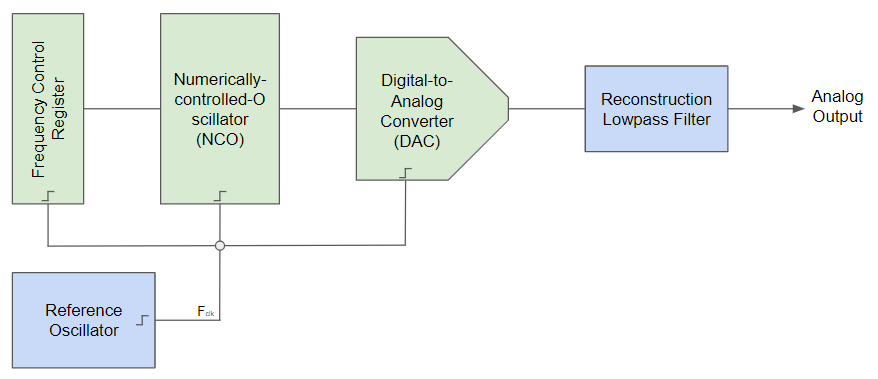 Frequency Control
Register
Numerically-
controlled-O
scillator
(NCO)
Digital-to-
Analog
Converter
(DAC)
Reconstruction
Lowpass Filter
Analog
Output
Reference
Oscillator
Fclk